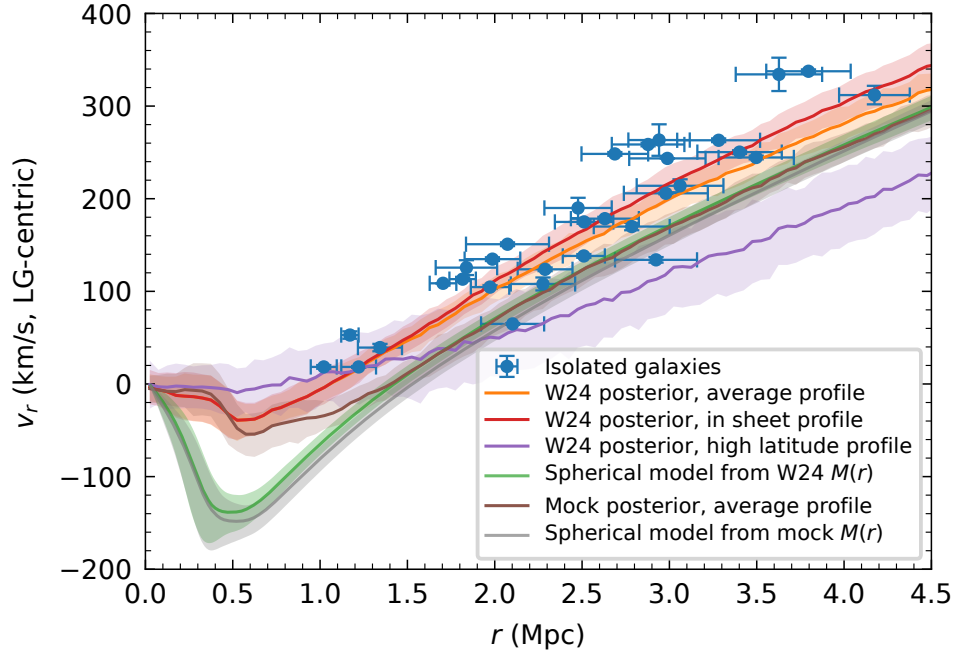 400
300
200
100
0
−100
−200
v_r (km/s, LG-centric)
Isolated galaxies
W24 posterior, average profile
W24 posterior, in sheet profile
W24 posterior, high latitude profile
Spherical model from W24 M(r)
Mock posterior, average profile
Spherical model from mock M(r)
0.0 0.5 1.0 1.5 2.0 2.5 3.0 3.5 4.0 4.5
r (Mpc)